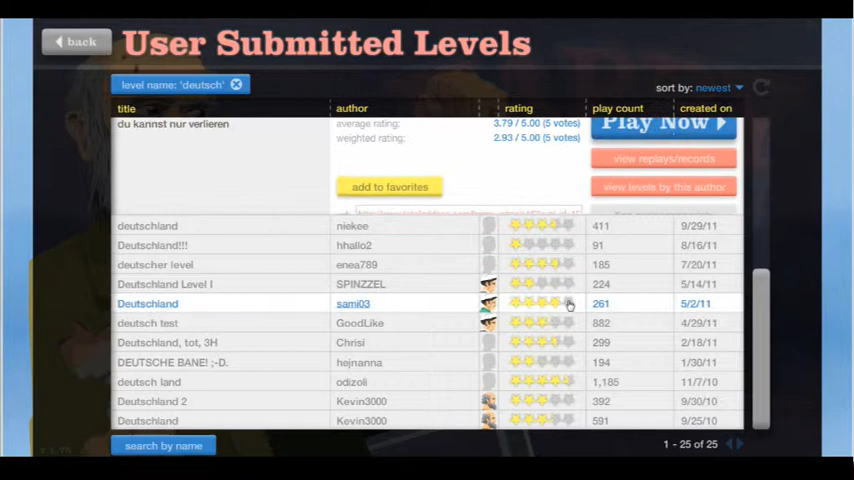 back
User Submitted Levels
level name: 'deutsch'
sort by: newest
title author rating play count created on
du kannst nur verlieren
average rating: 3.79 / 5.00 (5 votes)
weighted rating: 2.93 / 5.00 (5 votes)
Play Now
view replays/records
add to favorites
view levels by this author
deutschland niekee 411 9/29/11
Deutschland!!! hhallo2 91 8/16/11
deutscher level enea789 185 7/20/11
Deutschland Level I SPINZZEL 224 5/14/11
Deutschland sami03 261 5/2/11
deutsch test GoodLike 882 4/29/11
Deutschland, tot, 3H Chrisi 299 2/18/11
DEUTSCHE BANE! ;-D. hejnanna 194 1/30/11
deutsch land odizoli 1,185 11/7/10
Deutschland 2 Kevin3000 392 9/30/10
Deutschland Kevin3000 591 9/25/10
search by name
1 - 25 of 25